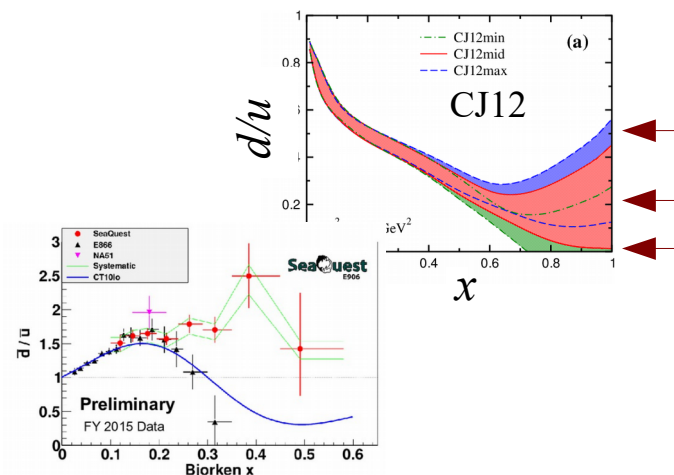 1
(a)
CJ12min
CJ12mid
CJ12max
0.8
CJ12
d/u
0.2
0.4
0.6
0.8
1
x
SeaQuest
E866
NA51
Systematic
CT10lo
SeaQuest
E906
3
2.5
2
1.5
1
0.5
0
d̄/ū
Preliminary
FY 2015 Data
0
0.1
0.2
0.3
0.4
0.5
0.6
Biorken x